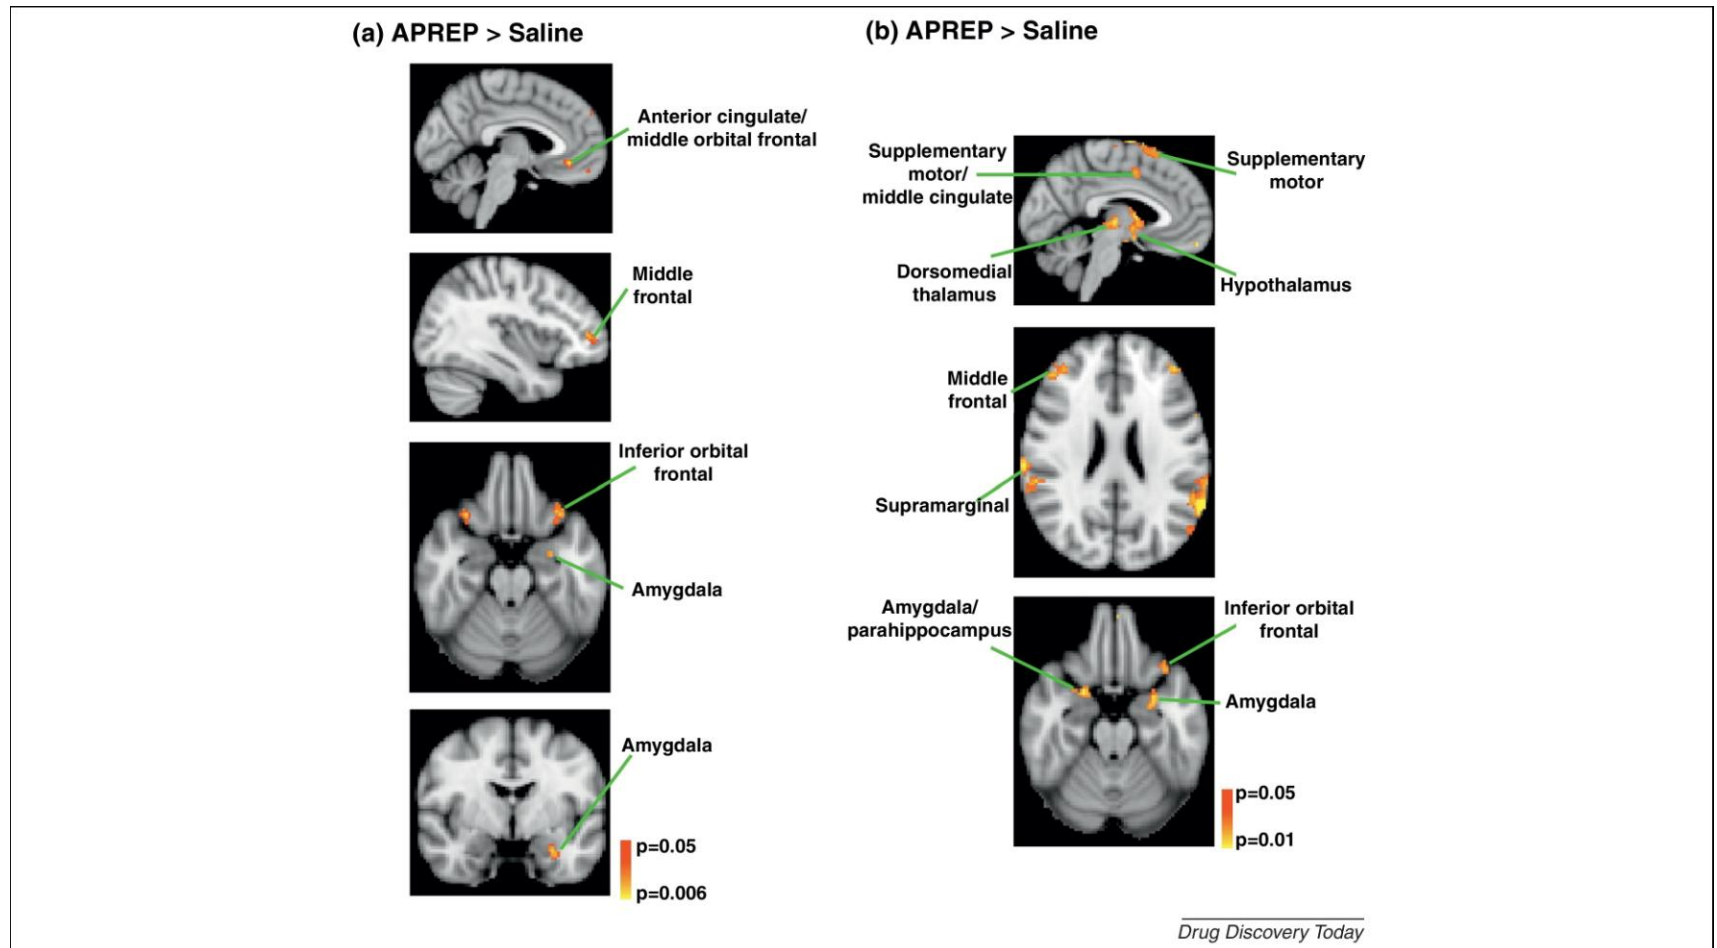 (a) APREP > Saline
Anterior cingulate/
middle orbital frontal
Middle
frontal
Inferior orbital
frontal
Amygdala
Amygdala
p=0.05
p=0.006
(b) APREP > Saline
Supplementary
motor/
middle cingulate
Supplementary
motor
Dorsomedial
thalamus
Hypothalamus
Middle
frontal
Supramarginal
Amygdala/
parahippocampus
Inferior orbital
frontal
Amygdala
p=0.05
p=0.01
Drug Discovery Today